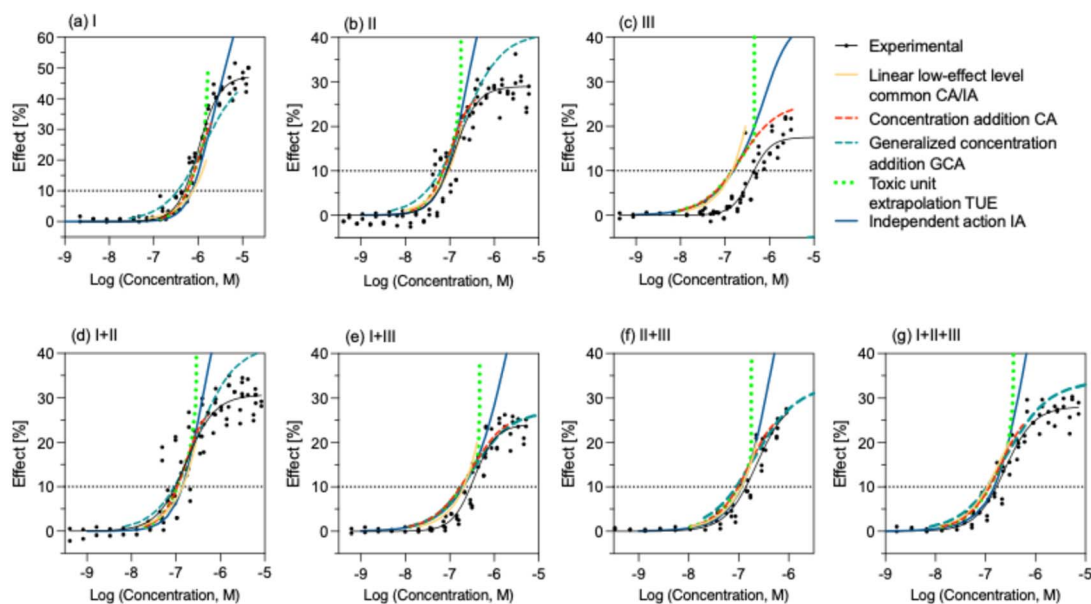 (a) I
(b) II
(c) III
60
50
40
30
20
10
0
Effect [%]
-9 -8 -7 -6 -5
Log (Concentration, M)
40
30
20
10
0
Effect [%]
-9 -8 -7 -6 -5
Log (Concentration, M)
40
30
20
10
0
Effect [%]
-9 -8 -7 -6 -5
Log (Concentration, M)
Experimental
Linear low-effect level
common CA/IA
Concentration addition CA
Generalized concentration
addition GCA
Toxic unit
extrapolation TUE
Independent action IA
(d) I+II
(e) I+III
(f) II+III
(g) I+II+III
40
30
20
10
0
Effect [%]
-9 -8 -7 -6 -5
Log (Concentration, M)
40
30
20
10
0
Effect [%]
-9 -8 -7 -6 -5
Log (Concentration, M)
40
30
20
10
0
Effect [%]
-9 -8 -7 -6
Log (Concentration, M)
40
30
20
10
0
Effect [%]
-9 -8 -7 -6 -5
Log (Concentration, M)